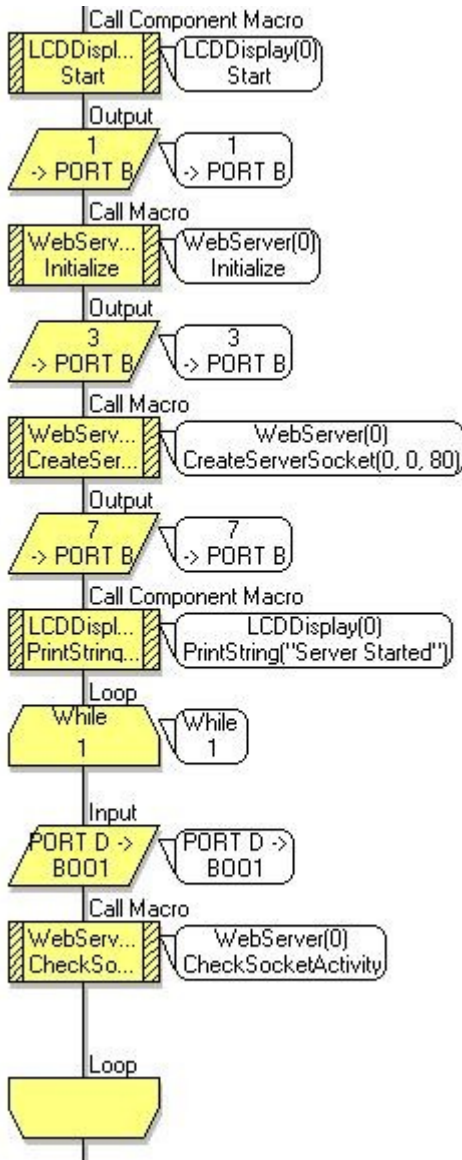 Call Component Macro
LCDDispl...
Start
LCDDisplay(0)
Start
Output
1
-> PORT B
1
-> PORT B
Call Macro
WebServ...
Initialize
WebServer(0)
Initialize
Output
3
-> PORT B
3
-> PORT B
Call Macro
WebServ...
CreateSer...
WebServer(0)
CreateServerSocket(0, 0, 80),
Output
7
-> PORT B
7
-> PORT B
Call Component Macro
LCDDispl...
PrintString...
LCDDisplay(0)
PrintString("Server Started")
Loop
While
1
While
1
Input
PORT D ->
BOO1
PORT D ->
BOO1
Call Macro
WebServ...
CheckSo...
WebServer(0)
CheckSocketActivity
Loop